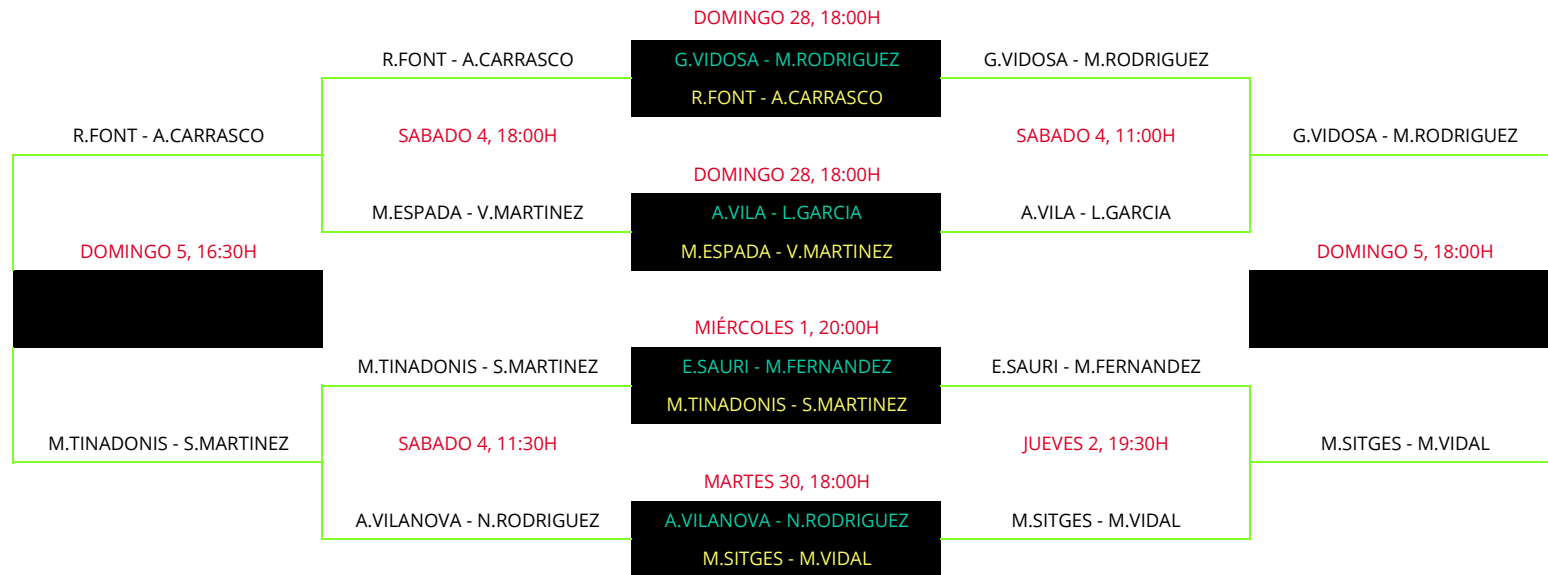 DOMINGO 28, 18:00H
R.FONT - A.CARRASCO
G.VIDOSA - M.RODRIGUEZ
G.VIDOSA - M.RODRIGUEZ
R.FONT - A.CARRASCO
R.FONT - A.CARRASCO
SABADO 4, 18:00H
SABADO 4, 11:00H
G.VIDOSA - M.RODRIGUEZ
DOMINGO 28, 18:00H
M.ESPADA - V.MARTINEZ
A.VILA - L.GARCIA
A.VILA - L.GARCIA
DOMINGO 5, 16:30H
M.ESPADA - V.MARTINEZ
DOMINGO 5, 18:00H
MIÉRCOLES 1, 20:00H
M.TINADONIS - S.MARTINEZ
E.SAURI - M.FERNANDEZ
E.SAURI - M.FERNANDEZ
M.TINADONIS - S.MARTINEZ
M.TINADONIS - S.MARTINEZ
SABADO 4, 11:30H
JUEVES 2, 19:30H
M.SITGES - M.VIDAL
MARTES 30, 18:00H
A.VILANOVA - N.RODRIGUEZ
A.VILANOVA - N.RODRIGUEZ
M.SITGES - M.VIDAL
M.SITGES - M.VIDAL